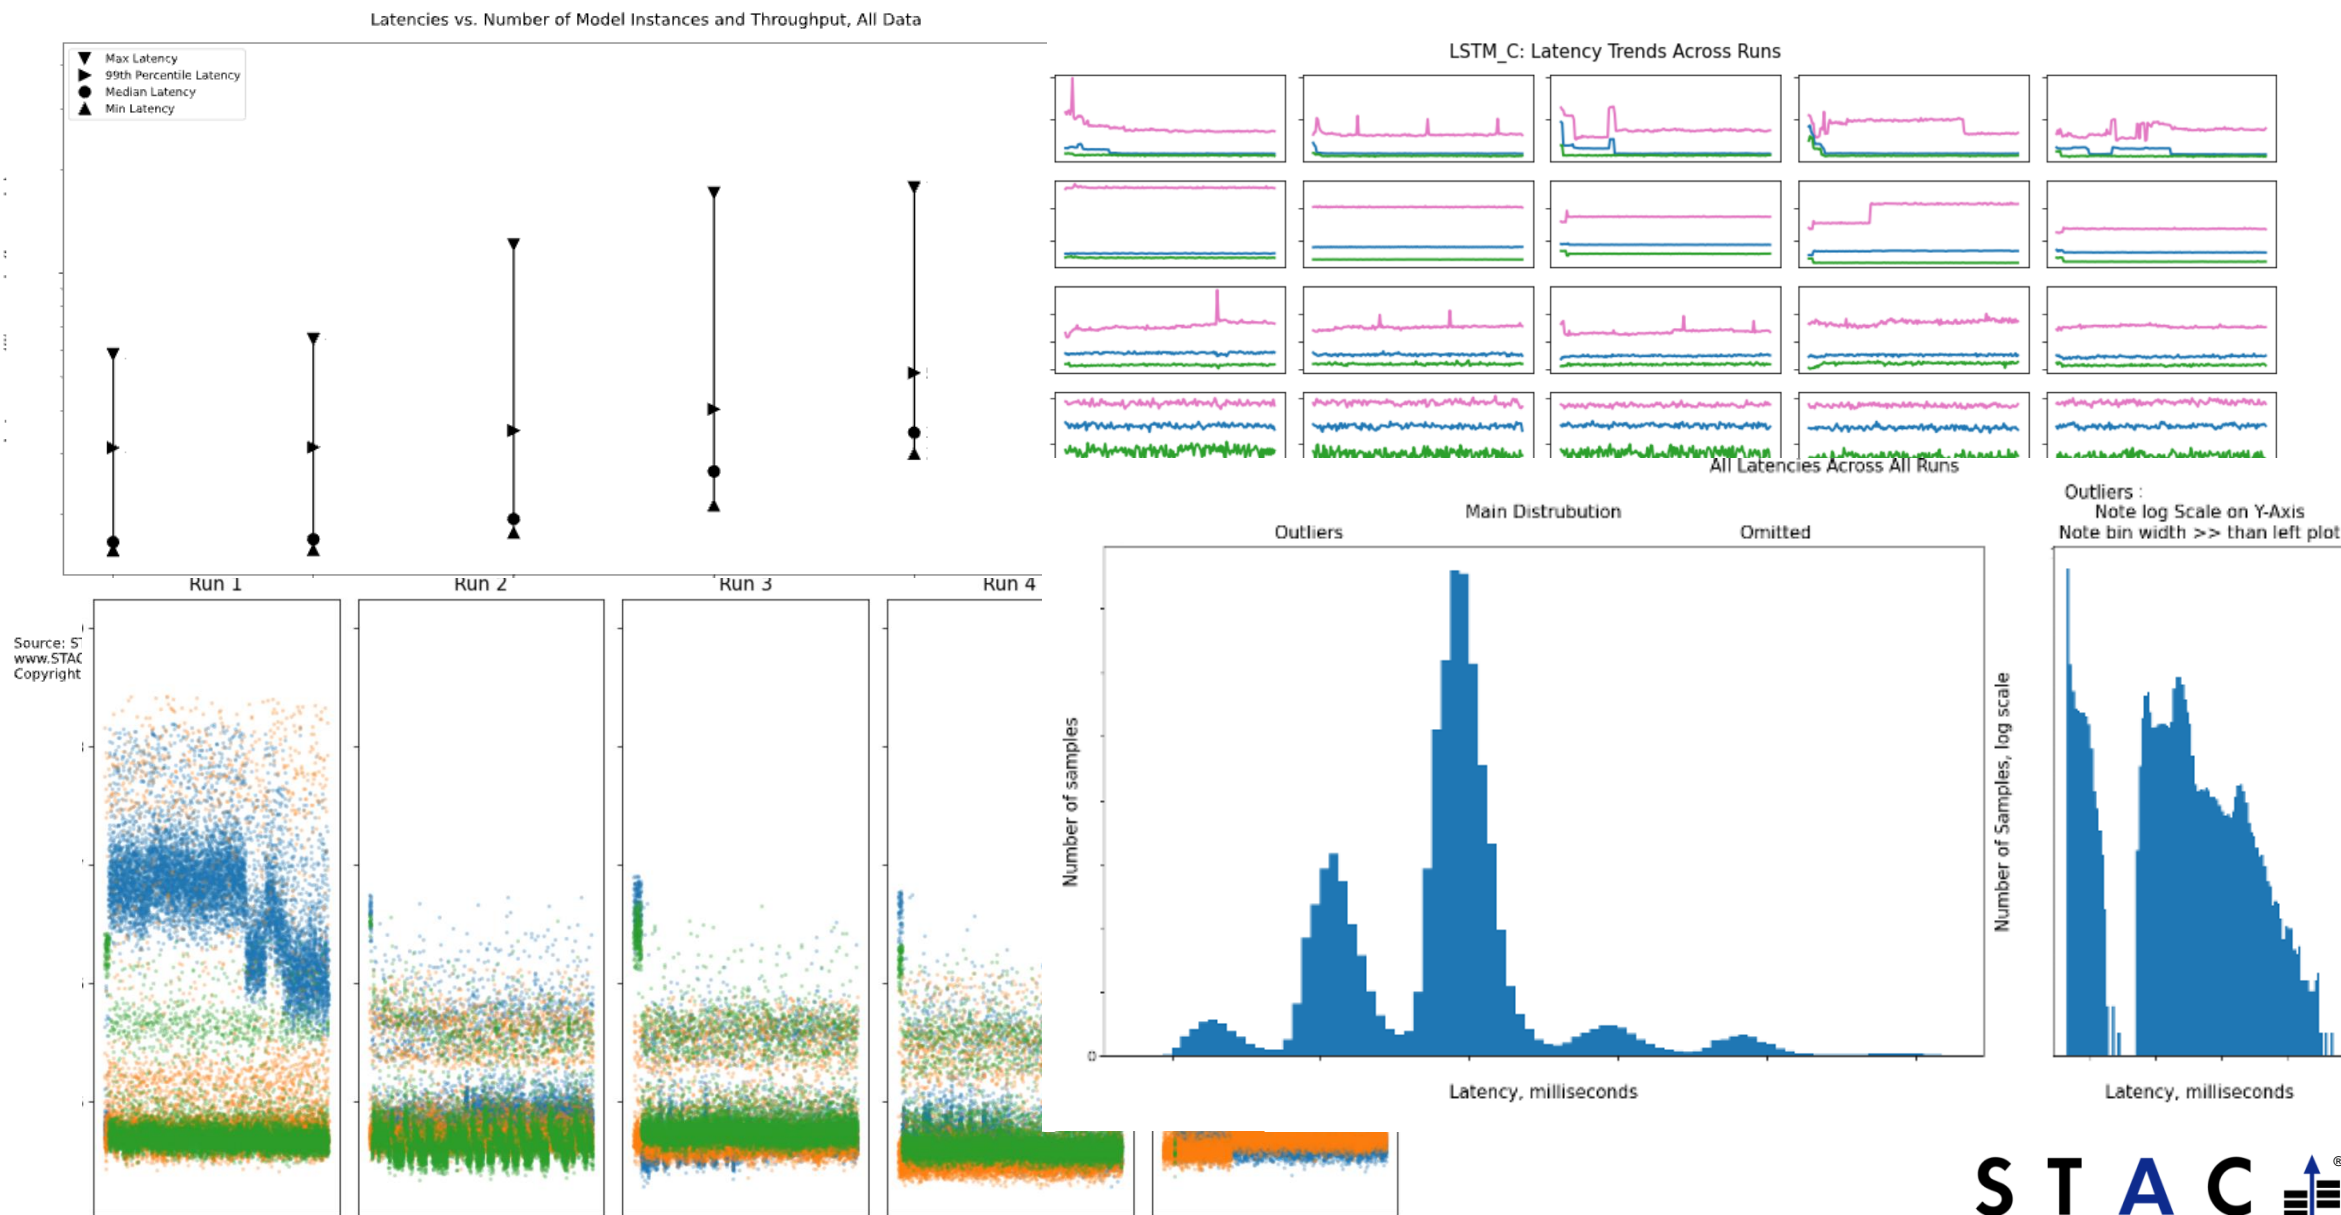 Latencies vs. Number of Model Instances and Throughput, All Data
Max Latency
99th Percentile Latency
Median Latency
Min Latency
LSTM_C: Latency Trends Across Runs
All Latencies Across All Runs
Main Distrubution
Outliers
Omitted
Number of samples
0
Latency, milliseconds
Outliers :
Note log Scale on Y-Axis
Note bin width >> than left plot
Number of Samples, log scale
Latency, milliseconds
Run 1
Run 2
Run 3
Run 4
Source: ST
www.STAC
Copyright
STAC
®